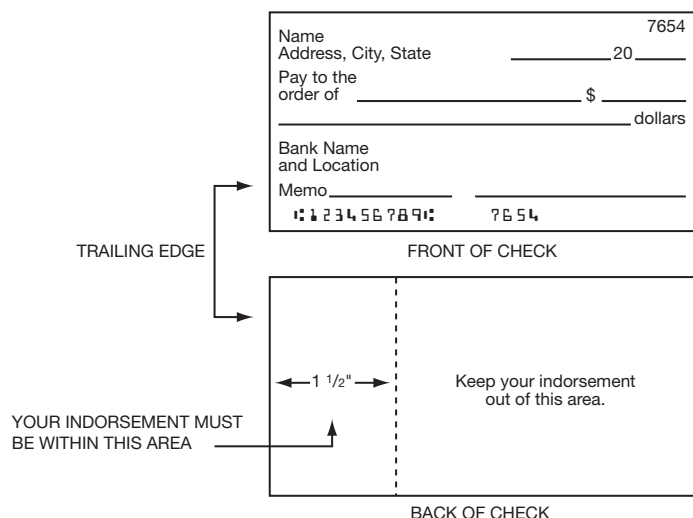 7654
Name
Address, City, State 20
Pay to the
order of $
dollars
Bank Name
and Location
Memo
⑆123456789⑆ 7654
TRAILING EDGE
FRONT OF CHECK
1 1/2"
Keep your indorsement
out of this area.
YOUR INDORSEMENT MUST
BE WITHIN THIS AREA
BACK OF CHECK